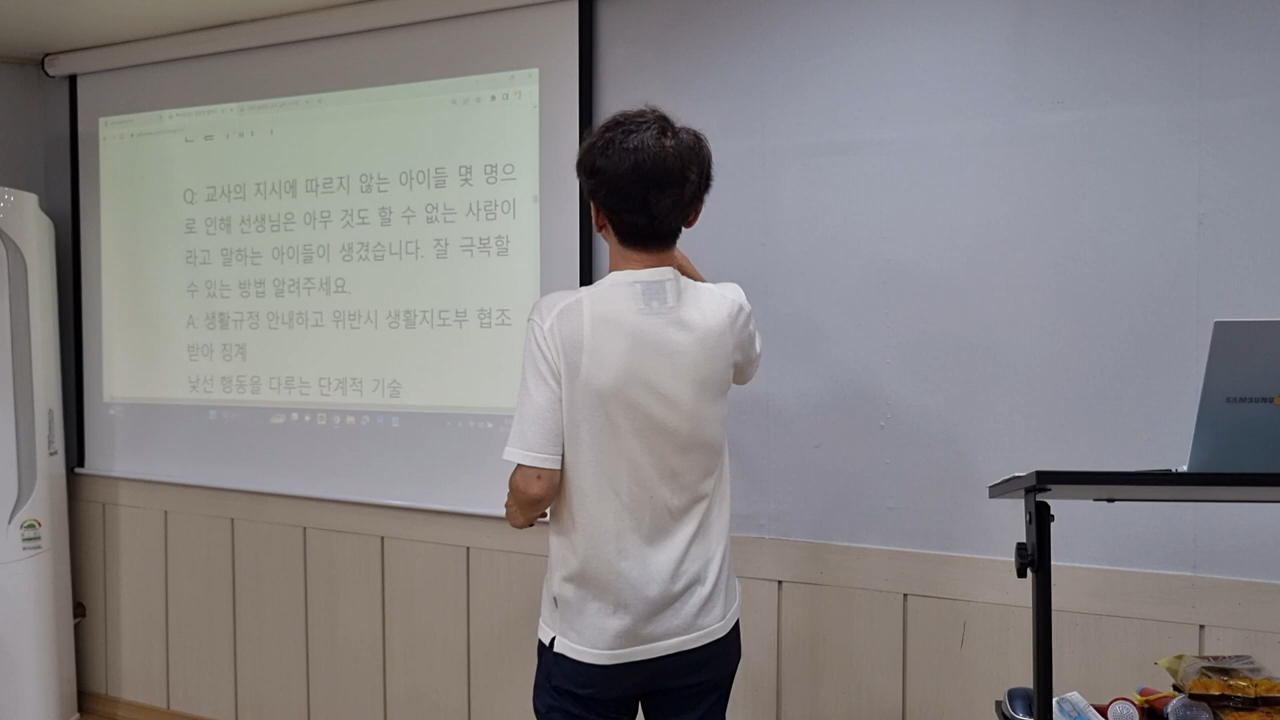 Q: 교사의 지시에 따르지 않는 아이들 몇 명으
로 인해 선생님은 아무 것도 할 수 없는 사람이
라고 말하는 아이들이 생겼습니다. 잘 극복할
수 있는 방법 알려주세요.
A: 생활규정 안내하고 위반시 생활지도부 협조
받아 징계
낯선 행동을 다루는 단계적 기술
SAMSUNG